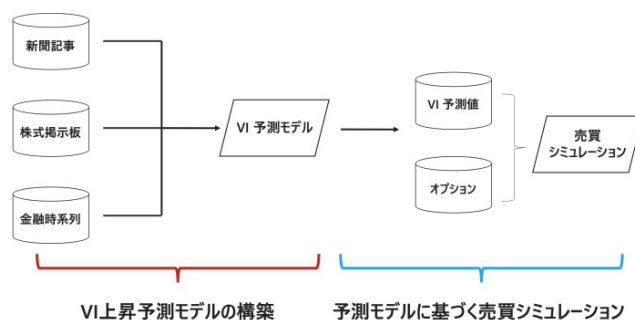 新聞記事
株式掲示板
金融時系列
VI 予測モデル
VI 予測値
オプション
売買
シミュレーション
VI上昇予測モデルの構築
予測モデルに基づく売買シミュレーション